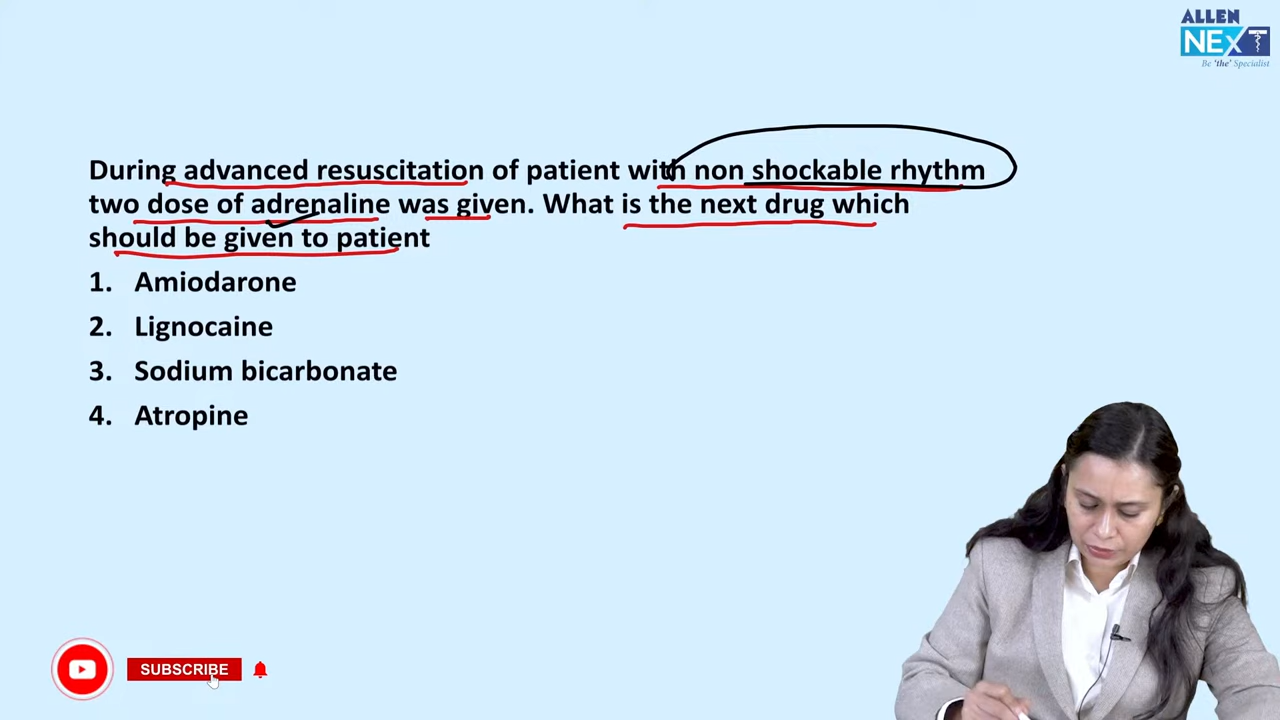 ALLEN
NExT
Be 'the' Specialist
During advanced resuscitation of patient with non shockable rhythm
two dose of adrenaline was given. What is the next drug which
should be given to patient
1. Amiodarone
2. Lignocaine
3. Sodium bicarbonate
4. Atropine
SUBSCRIBE